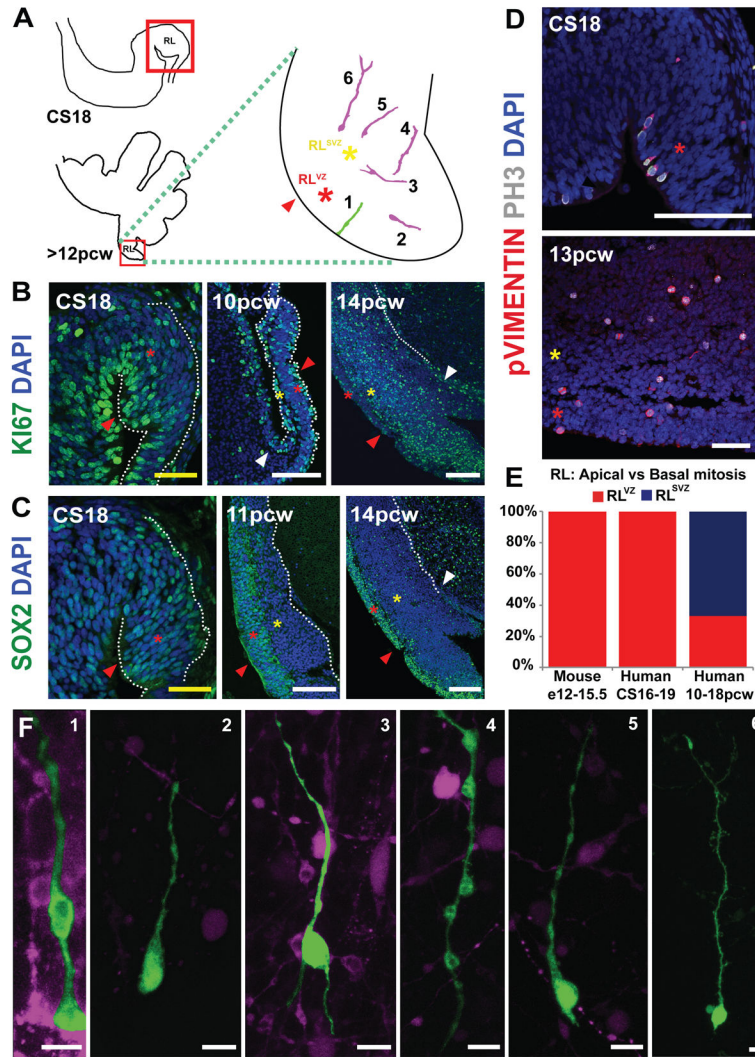 A
RL
CS18
RL
>12pcw
6
5
4
RL^SVZ
3
RL^VZ
1
2
B
KI67 DAPI
CS18
10pcw
14pcw
C
SOX2 DAPI
CS18
11pcw
14pcw
D
pVIMENTIN PH3 DAPI
CS18
13pcw
E
RL: Apical vs Basal mitosis
RL^VZ RL^SVZ
100%
80%
60%
40%
20%
0%
Mouse Human Human
e12-15.5 CS16-19 10-18pcw
F
1
2
3
4
5
6